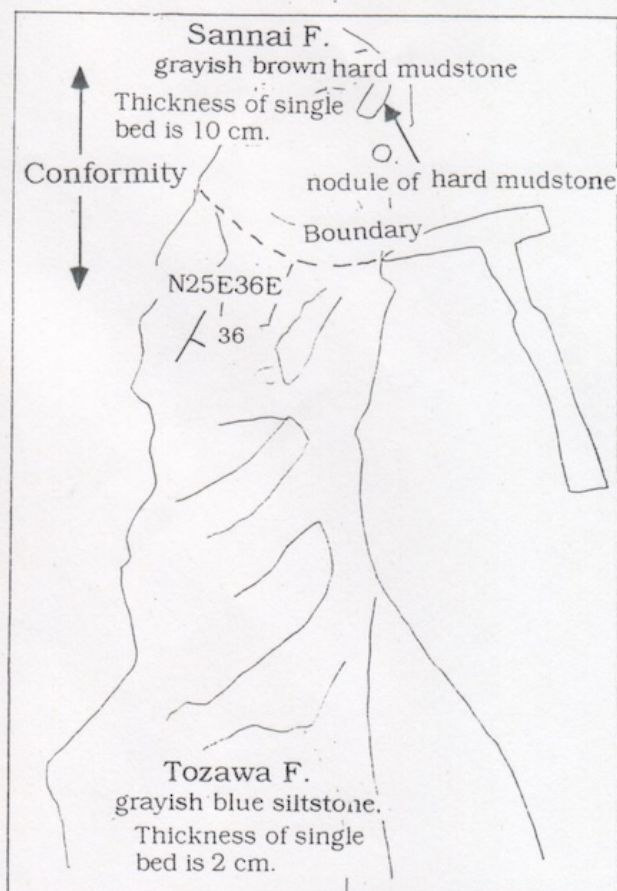 Sannai F.
grayish brown hard mudstone
Thickness of single
bed is 10 cm.
Conformity
nodule of hard mudstone
Boundary
N25E36E
36
Tozawa F.
grayish blue siltstone.
Thickness of single
bed is 2 cm.